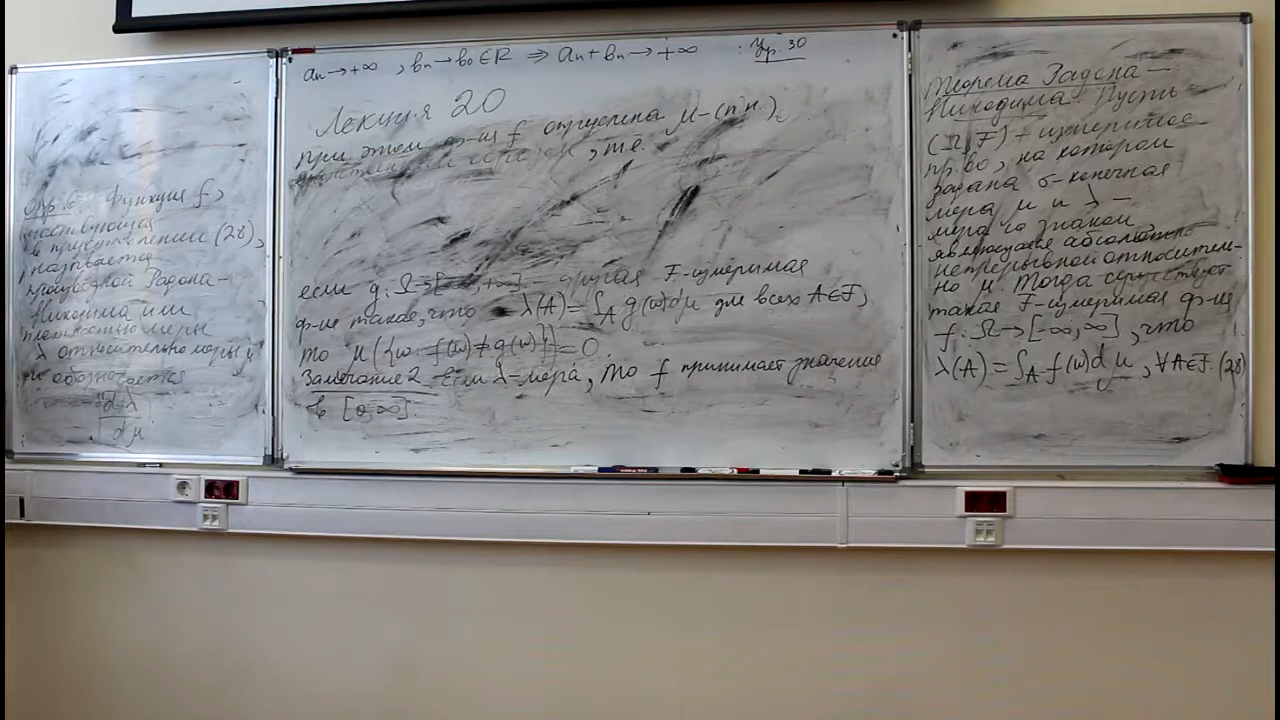 Опр. 6. Функция f,
участвующая
в представлении (28),
называется
производной Радона-
Никодима или
плотностью меры
λ относительно меры μ
и обозначается
dλ
dμ
aₙ → +∞ , bₙ → b₀ ∈ ℝ ⇒ aₙ + bₙ → +∞ : Упр. 30
Лекция 20
при этом ф-ия f определена μ-(п.н.)
образом, т.е.
если g: Ω → [-∞, +∞] - другая F-измеримая
ф-ия такая, что λ(A) = ∫_A g(ω)dμ для всех A∈F,
то μ({ω: f(ω) ≠ g(ω)}) = 0.
Замечание 2. Если λ-мера, то f принимает значение
в [0, ∞].
Теорема Радона -
Никодима. Пусть
(Ω, F) - измеримое
пр-во, на котором
задана σ-конечная
мера μ и λ -
мера со знаком
являющаяся абсолютно
непрерывной относитель-
но μ. Тогда существует
такая F-измеримая ф-ия
f: Ω → [-∞, ∞], что
λ(A) = ∫_A f(ω)dμ, ∀A∈F. (28)